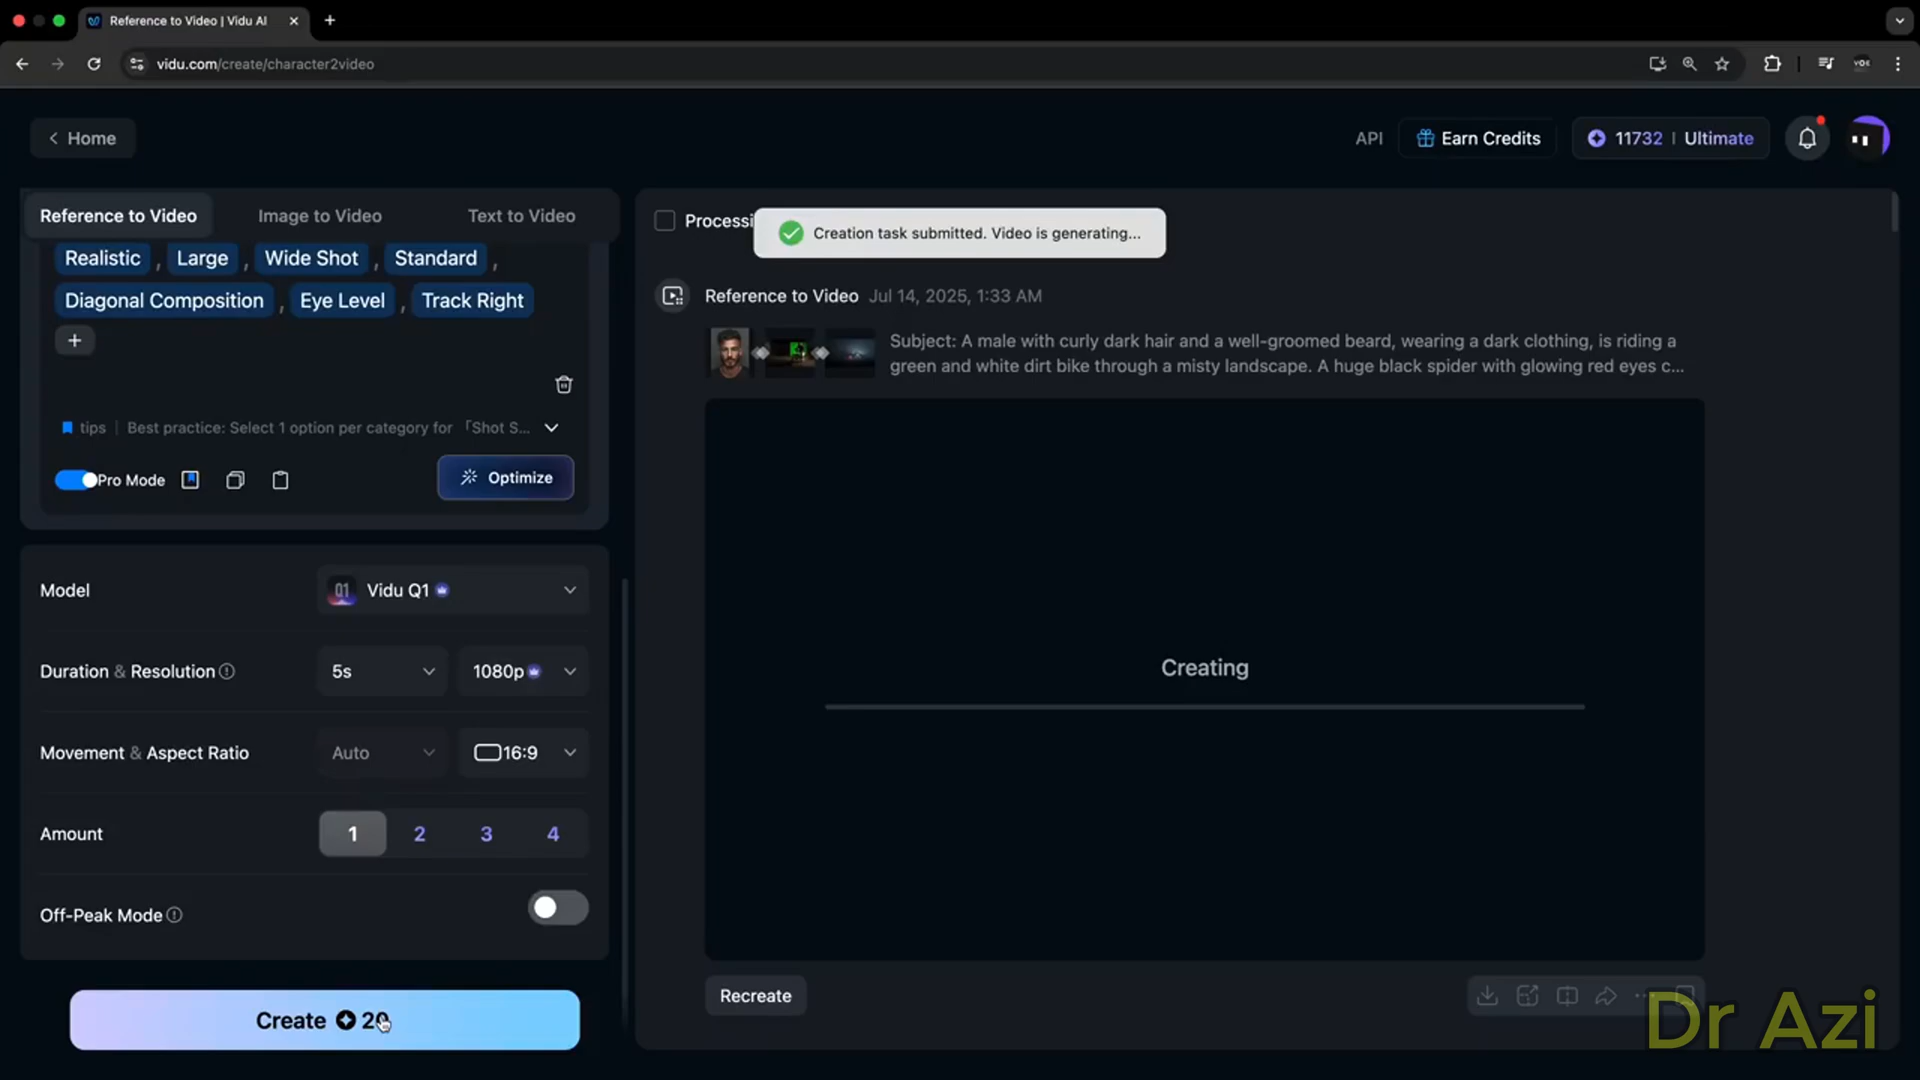 Reference to Video | Vidu AI
vidu.com/create/character2video
Home
API
Earn Credits
11732 | Ultimate
Reference to Video
Image to Video
Text to Video
Realistic , Large , Wide Shot , Standard ,
Diagonal Composition , Eye Level , Track Right
+
tips | Best practice: Select 1 option per category for 「Shot S...
Pro Mode
Optimize
Model
Q1 Vidu Q1
Duration & Resolution
5s
1080p
Movement & Aspect Ratio
Auto
16:9
Amount
1 2 3 4
Off-Peak Mode
Create
Processi
Creation task submitted. Video is generating...
Reference to Video Jul 14, 2025, 1:33 AM
Subject: A male with curly dark hair and a well-groomed beard, wearing a dark clothing, is riding a
green and white dirt bike through a misty landscape. A huge black spider with glowing red eyes c...
Creating
Recreate
Dr Azi